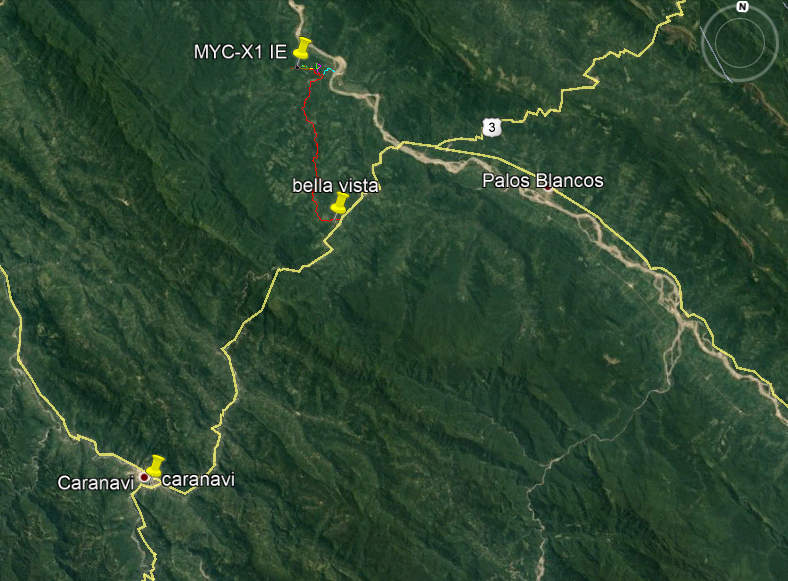 N
MYC-X1 IE
3
bella vista
Palos Blancos
Caranavi
caranavi